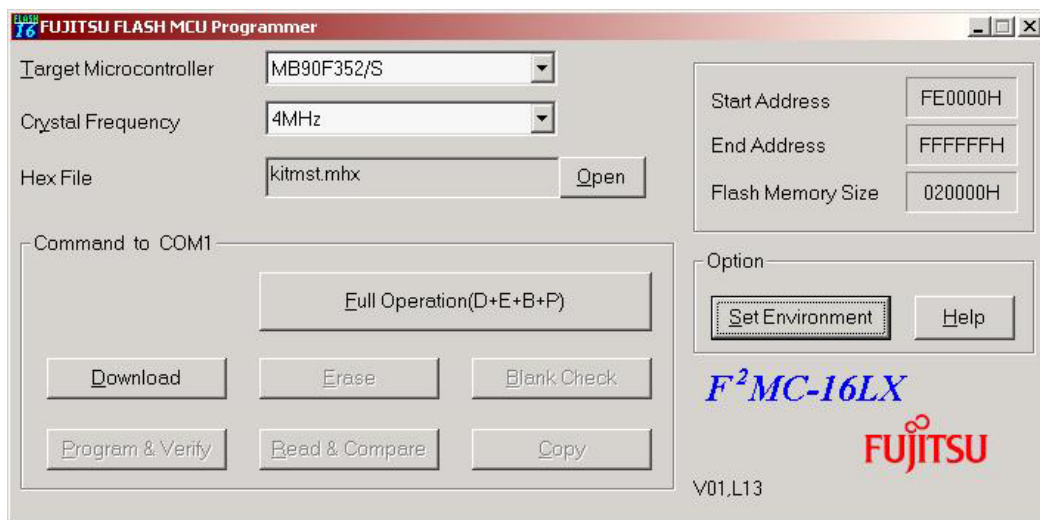 FLASH
16
FUJITSU FLASH MCU Programmer
Target Microcontroller
MB90F352/S
Crystal Frequency
4MHz
Hex File
kitmst.mhx
Open
Start Address
FE0000H
End Address
FFFFFFH
Flash Memory Size
020000H
Command to COM1
Full Operation(D+E+B+P)
Download
Erase
Blank Check
Program & Verify
Read & Compare
Copy
Option
Set Environment
Help
F²MC-16LX
FUJITSU
V01,L13